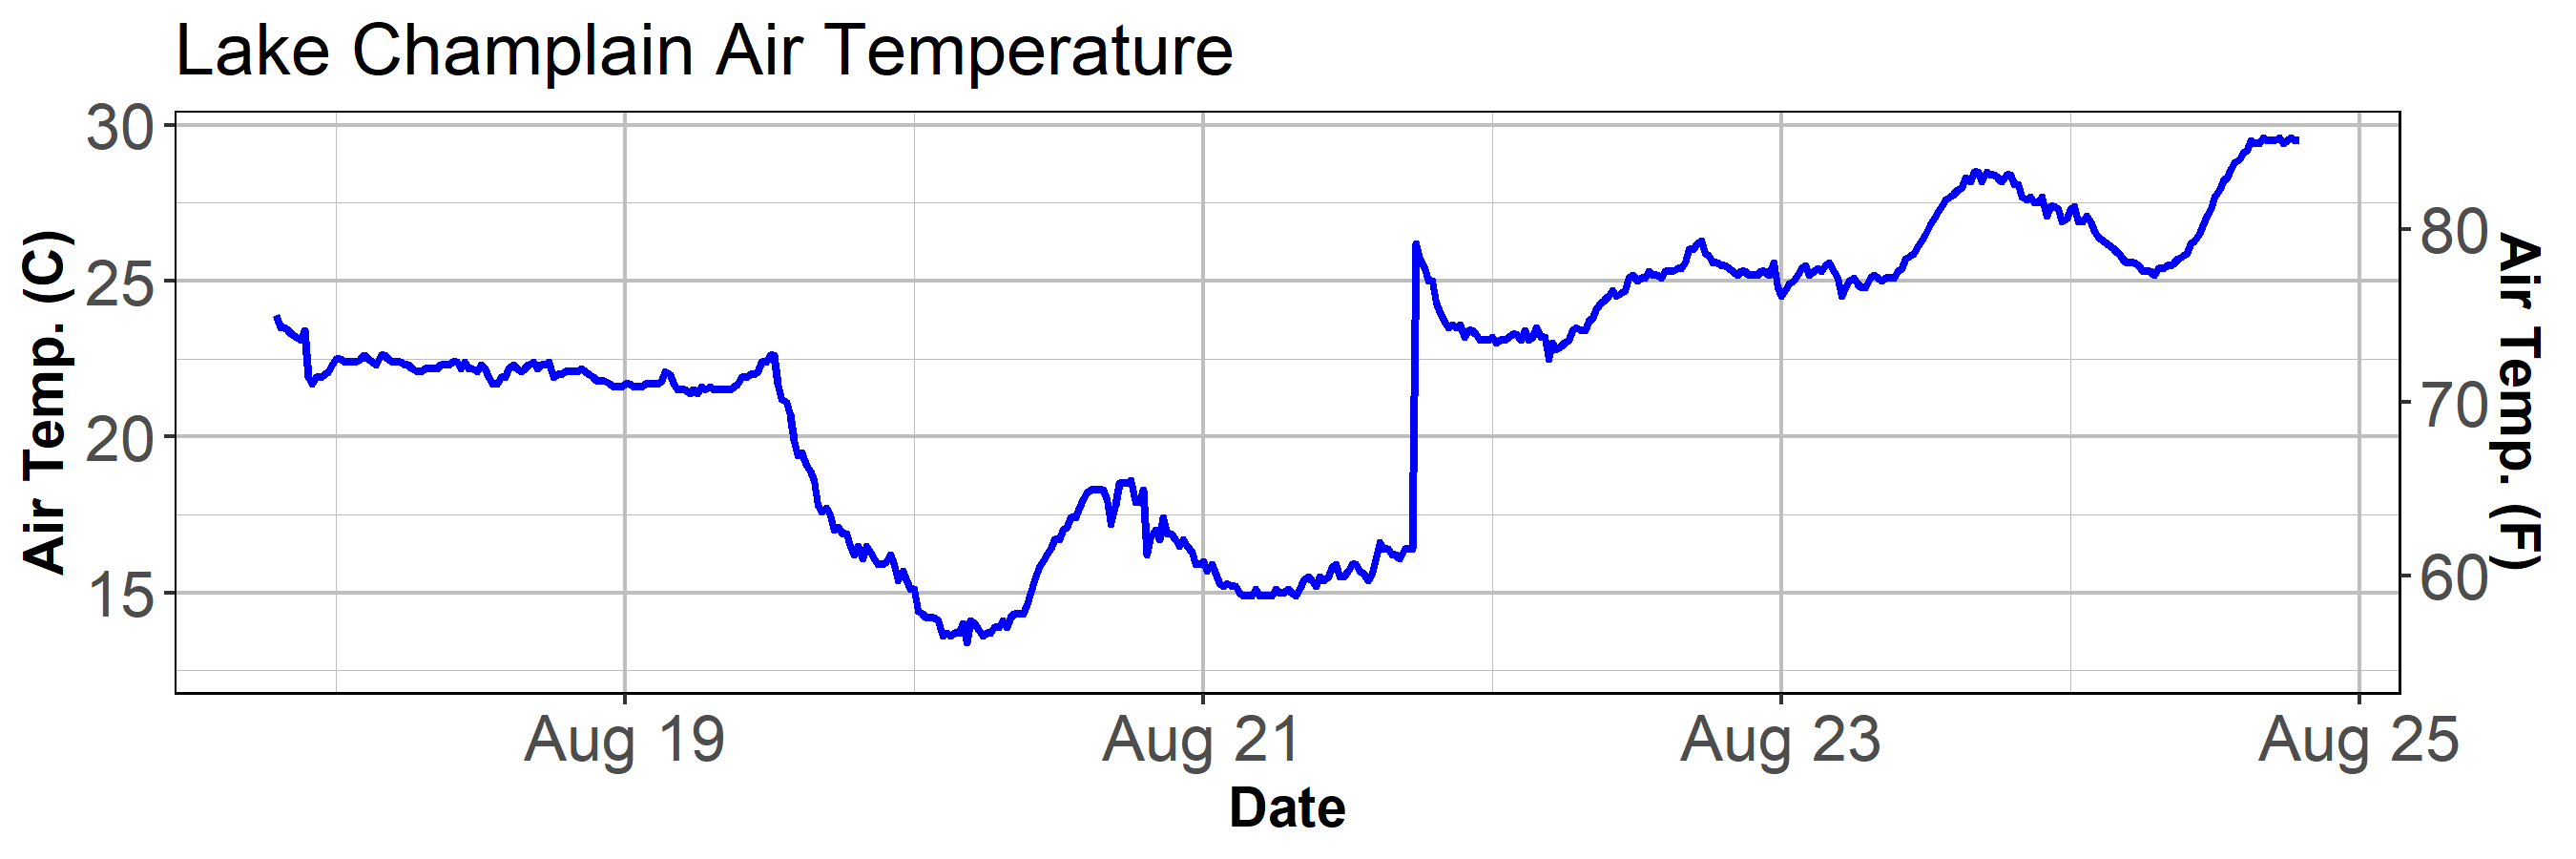 Lake Champlain Air Temperature
Air Temp. (C)
30
25
20
15
80
70
60
Air Temp. (F)
Aug 19
Aug 21
Aug 23
Aug 25
Date